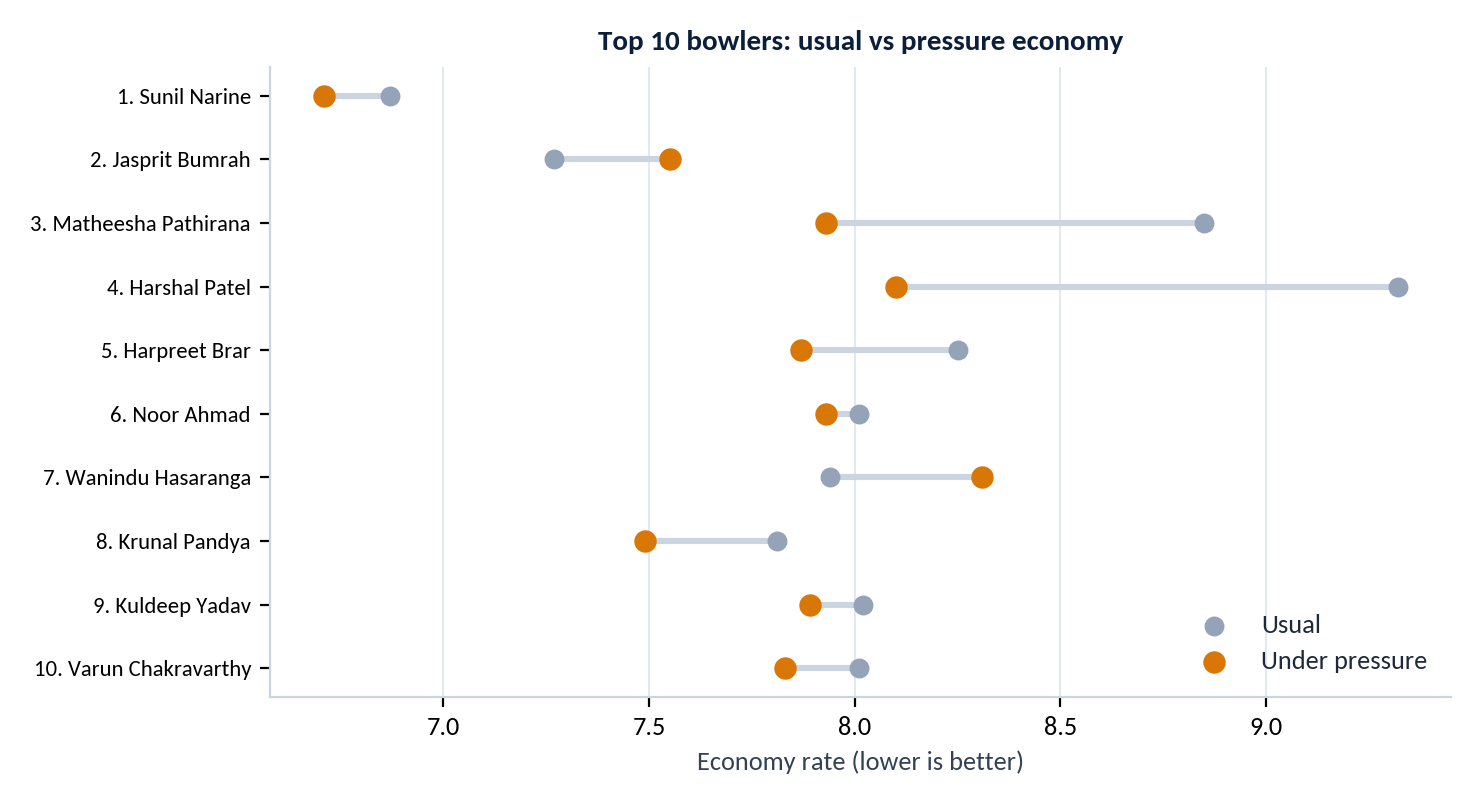 Top 10 bowlers: usual vs pressure economy
1. Sunil Narine
2. Jasprit Bumrah
3. Matheesha Pathirana
4. Harshal Patel
5. Harpreet Brar
6. Noor Ahmad
7. Wanindu Hasaranga
8. Krunal Pandya
9. Kuldeep Yadav
10. Varun Chakravarthy
Usual
Under pressure
7.0 7.5 8.0 8.5 9.0
Economy rate (lower is better)